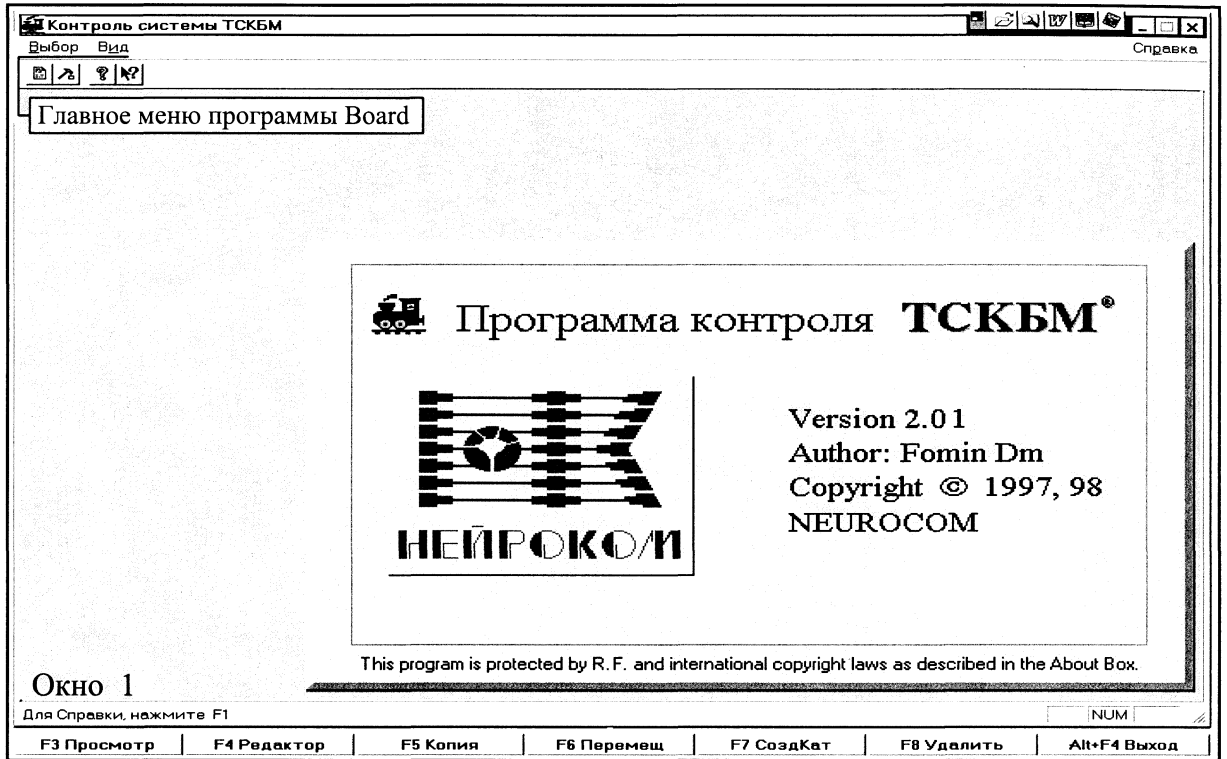 Контроль системы ТСКБМ
Выбор Вид Справка
Главное меню программы Board
Программа контроля ТСКБМ®
НЕЙРОКОМ
Version 2.01
Author: Fomin Dm
Copyright © 1997, 98
NEUROCOM
This program is protected by R.F. and international copyright laws as described in the About Box.
Окно 1
Для Справки, нажмите F1 NUM
F3 Просмотр F4 Редактор F5 Копия F6 Перемещ F7 СоздКат F8 Удалить Alt+F4 Выход